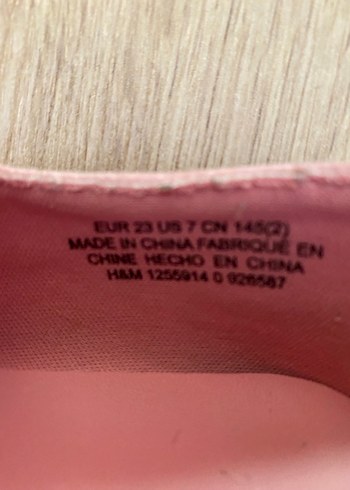 EUR 23 US 7 CN 145(2)
MADE IN CHINA FABRIQUÉ EN
CHINE HECHO EN CHINA
H&M 1255914 0 926587